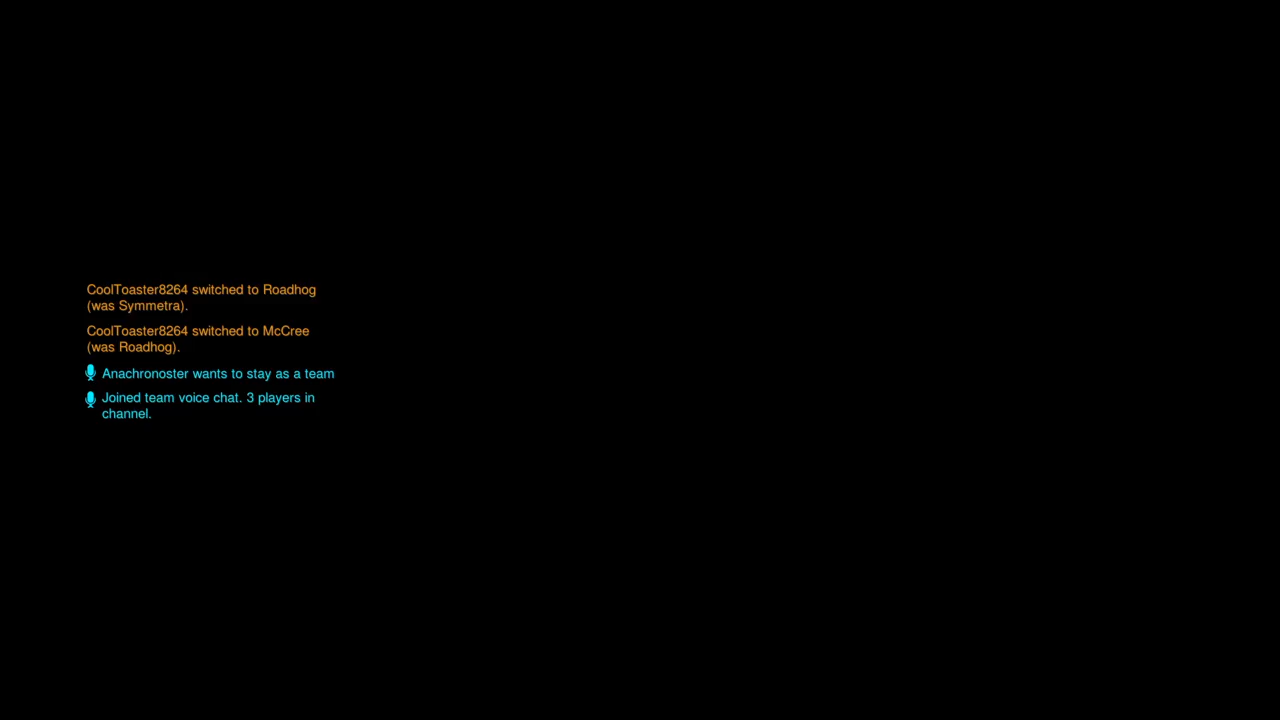 CoolToaster8264 switched to Roadhog
(was Symmetra).
CoolToaster8264 switched to McCree
(was Roadhog).
Anachronoster wants to stay as a team
Joined team voice chat. 3 players in
channel.